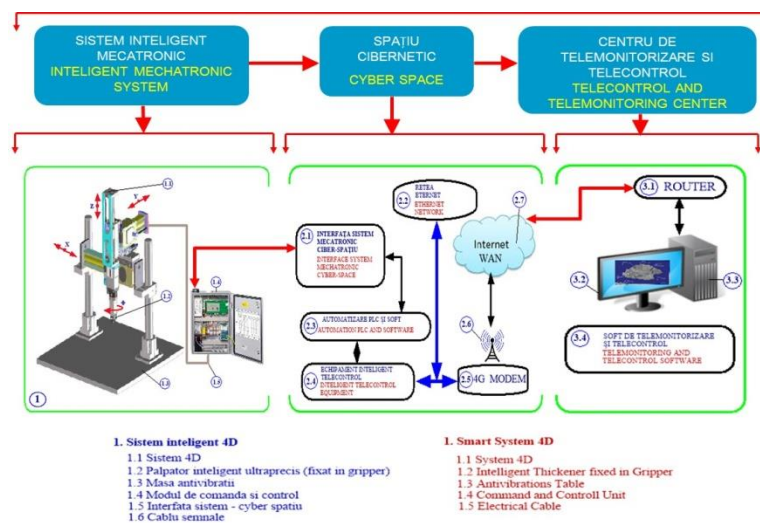 SISTEM INTELIGENT
MECATRONIC
INTELIGENT MECHATRONIC
SYSTEM
SPAȚIU
CIBERNETIC
CYBER SPACE
CENTRU DE
TELEMONITORIZARE SI
TELECONTROL
TELECONTROL AND
TELEMONITORING CENTER
1.1
Z
Y
X
1.2
1.3
1.4
1.5
1
2.1
INTERFAȚA SISTEM
MECATRONIC
CIBER-SPAȚIU
INTERFACE SYSTEM
MECHATRONIC
CYBER-SPACE
2.2
RETEA
ETERNET
ETHERNET
NETWORK
2.3
AUTOMATIZARE PLC ȘI SOFT
AUTOMATION PLC AND SOFTWARE
2.4
ECHIPAMENT INTELIGENT
TELECONTROL
INTELIGENT TELECONTROL
EQUIPMENT
2.5 4G MODEM
2.6
2.7
Internet
WAN
3.1 ROUTER
3.2
3.3
3.4
SOFT DE TELEMONITORIZARE
ȘI TELECONTROL
TELEMONITORING AND
TELECONTROL SOFTWARE
1. Sistem inteligent 4D
1.1 Sistem 4D
1.2 Palpator inteligent ultraprecis (fixat in gripper)
1.3 Masa antivibratii
1.4 Modul de comanda si control
1.5 Interfata sistem - cyber spatiu
1.6 Cablu semnale
1. Smart System 4D
1.1 System 4D
1.2 Intelligent Thickener fixed in Gripper
1.3 Antivibrations Table
1.4 Command and Controll Unit
1.5 Electrical Cable